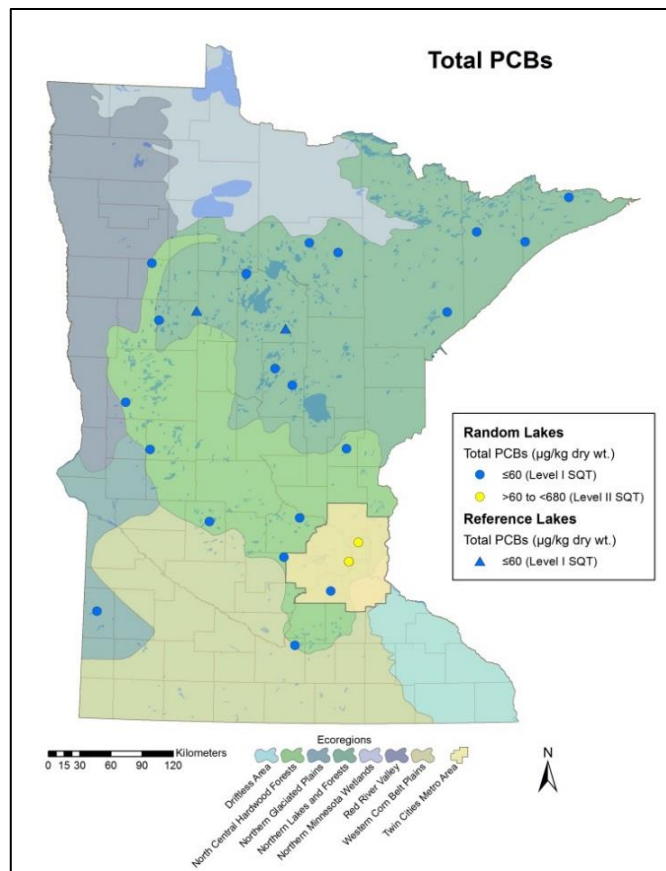 Total PCBs
Random Lakes
Total PCBs (µg/kg dry wt.)
≤60 (Level I SQT)
>60 to <680 (Level II SQT)
Reference Lakes
Total PCBs (µg/kg dry wt.)
≤60 (Level I SQT)
Kilometers
0 15 30 60 90 120
Ecoregions
Driftless Area
North Central Hardwood Forests
Northern Glaciated Plains
Northern Lakes and Forests
Northern Minnesota Wetlands
Red River Valley
Western Corn Belt Plains
Twin Cities Metro Area
N